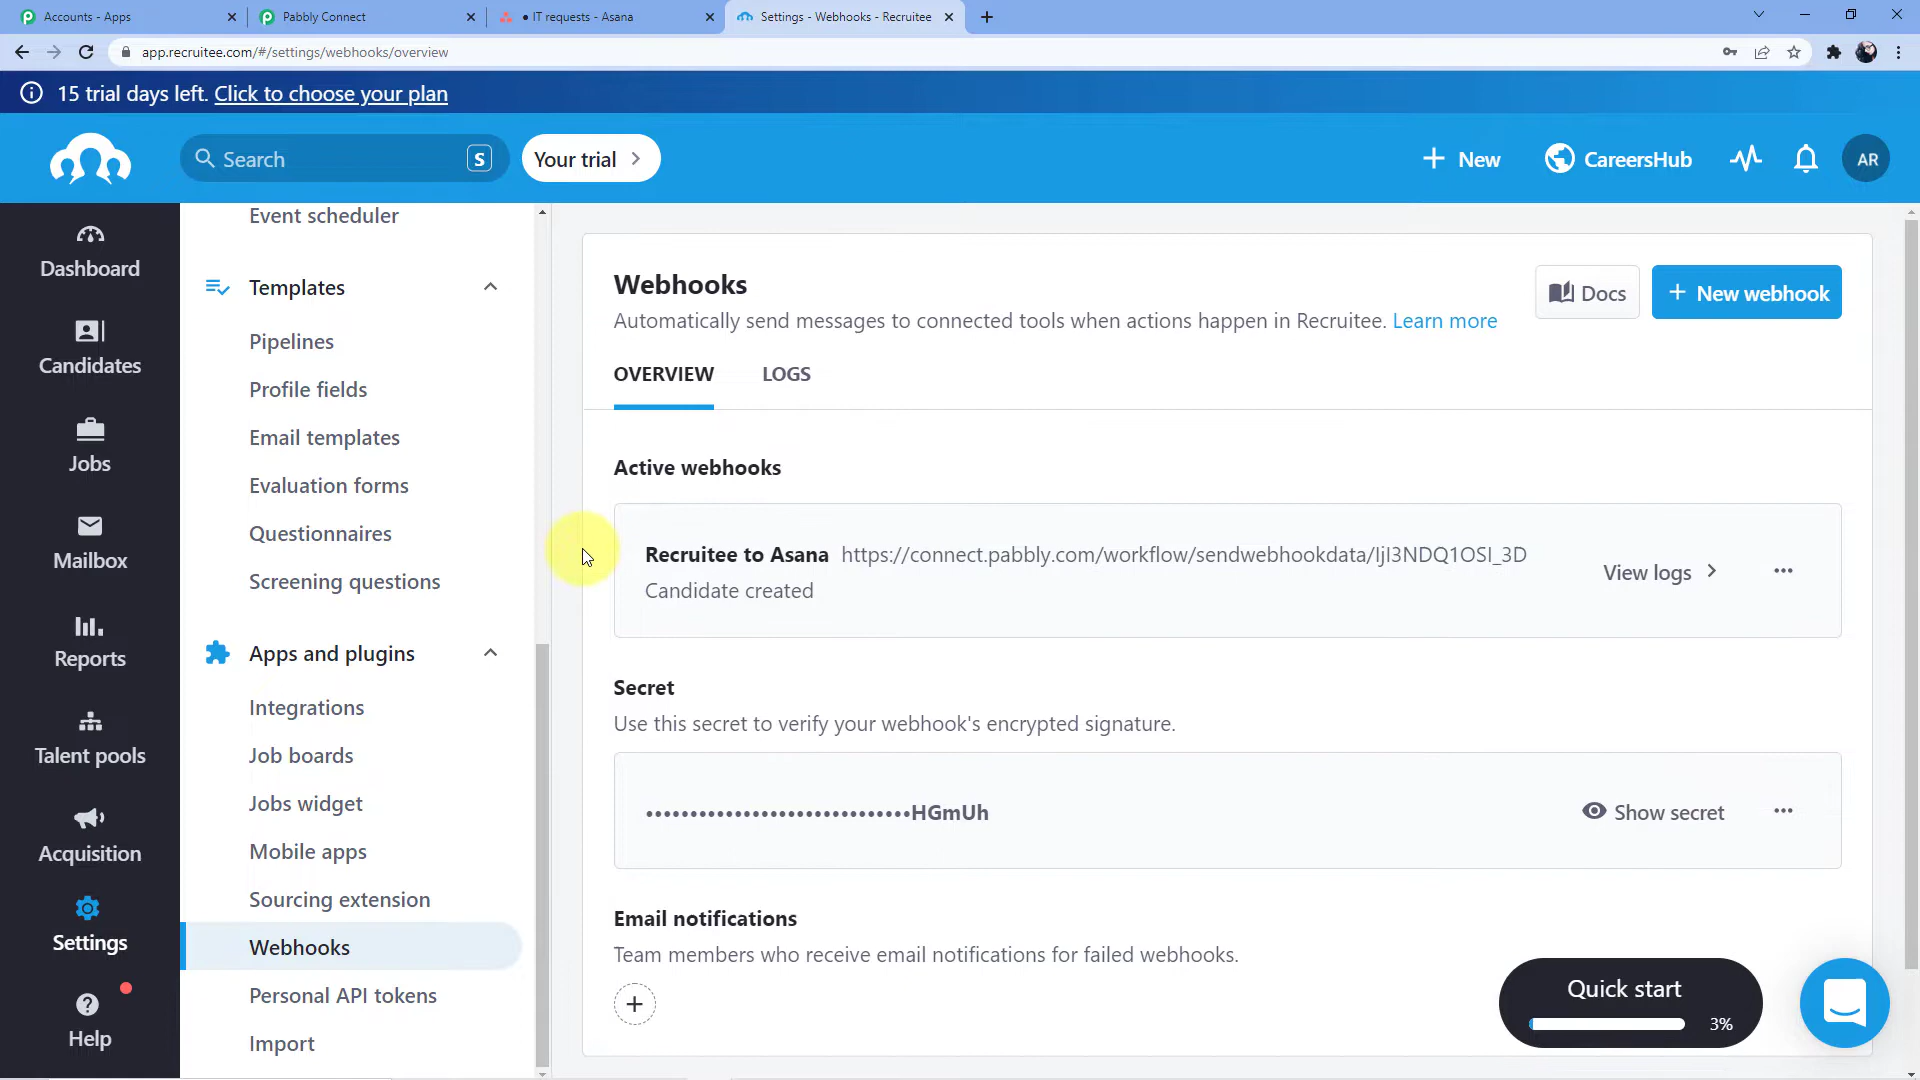 Accounts - Apps
Pabbly Connect
• IT requests - Asana
Settings - Webhooks - Recruitee
app.recruitee.com/#/settings/webhooks/overview
15 trial days left. Click to choose your plan
Search
S
Your trial
New
CareersHub
AR
Dashboard
Candidates
Jobs
Mailbox
Reports
Talent pools
Acquisition
Settings
Help
Event scheduler
Templates
Pipelines
Profile fields
Email templates
Evaluation forms
Questionnaires
Screening questions
Apps and plugins
Integrations
Job boards
Jobs widget
Mobile apps
Sourcing extension
Webhooks
Personal API tokens
Import
Webhooks
Automatically send messages to connected tools when actions happen in Recruitee. Learn more
Docs
+ New webhook
OVERVIEW
LOGS
Active webhooks
Recruitee to Asana https://connect.pabbly.com/workflow/sendwebhookdata/IjI3NDQ1OSI_3D
Candidate created
View logs
Secret
Use this secret to verify your webhook's encrypted signature.
••••••••••••••••••••••••••••••HGmUh
Show secret
Email notifications
Team members who receive email notifications for failed webhooks.
Quick start
3%